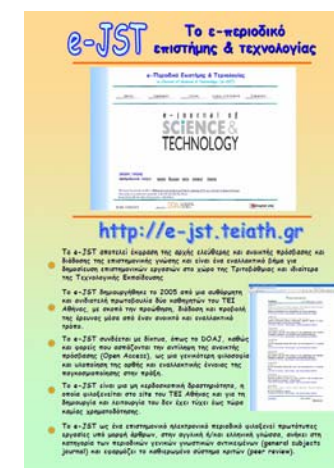 e-JST Το e-περιοδικό
επιστήμης & τεχνολογίας
e-Περιοδικό Επιστήμης & Τεχνολογίας
e-journal of
SCIENCE &
TECHNOLOGY
http://e-jst.teiath.gr
Το e-JST αποτελεί έκφραση της αρχής ελεύθερης και ανοικτής πρόσβασης και
διάδοσης της επιστημονικής γνώσης και είναι ένα εναλλακτικό βήμα για
δημοσίευση επιστημονικών εργασιών στο χώρο της Τριτοβάθμιας και ιδιαίτερα
της Τεχνολογικής Εκπαίδευσης.
Το e-JST δημιουργήθηκε το 2005 από μια αυθόρμητη
και ανιδιοτελή πρωτοβουλία δύο καθηγητών του ΤΕΙ
Αθήνας, με σκοπό την προώθηση, διάδοση και προβολή
της έρευνας μέσα από έναν ανοικτό και εναλλακτικό
τρόπο.
Το e-JST συνδέεται με δίκτυα, όπως το DOAJ, καθώς
και φορείς που ασπάζονται την αντίληψη της ανοικτής
πρόσβασης (Open Access), ως μια γενικότερη φιλοσοφία
και υλοποίηση της ορθής και εναλλακτικής έννοιας της
παγκοσμιοποίησης στην πράξη.
Το e-JST είναι μια μη κερδοσκοπική δραστηριότητα, η
οποία φιλοξενείται στο site του ΤΕΙ Αθήνας και για τη
δημιουργία και λειτουργία του δεν έχει τύχει έως τώρα
καμίας χρηματοδότησης.
Το e-JST ως ένα επιστημονικό ηλεκτρονικό περιοδικό φιλοξενεί πρωτότυπες
εργασίες υπό μορφή άρθρων, στην αγγλική ή/και ελληνική γλώσσα, ανήκει στη
κατηγορία των περιοδικών γενικών γνωστικών αντικειμένων (general subjects
journal) και εφαρμόζει το καθιερωμένο σύστημα κριτών (peer review).